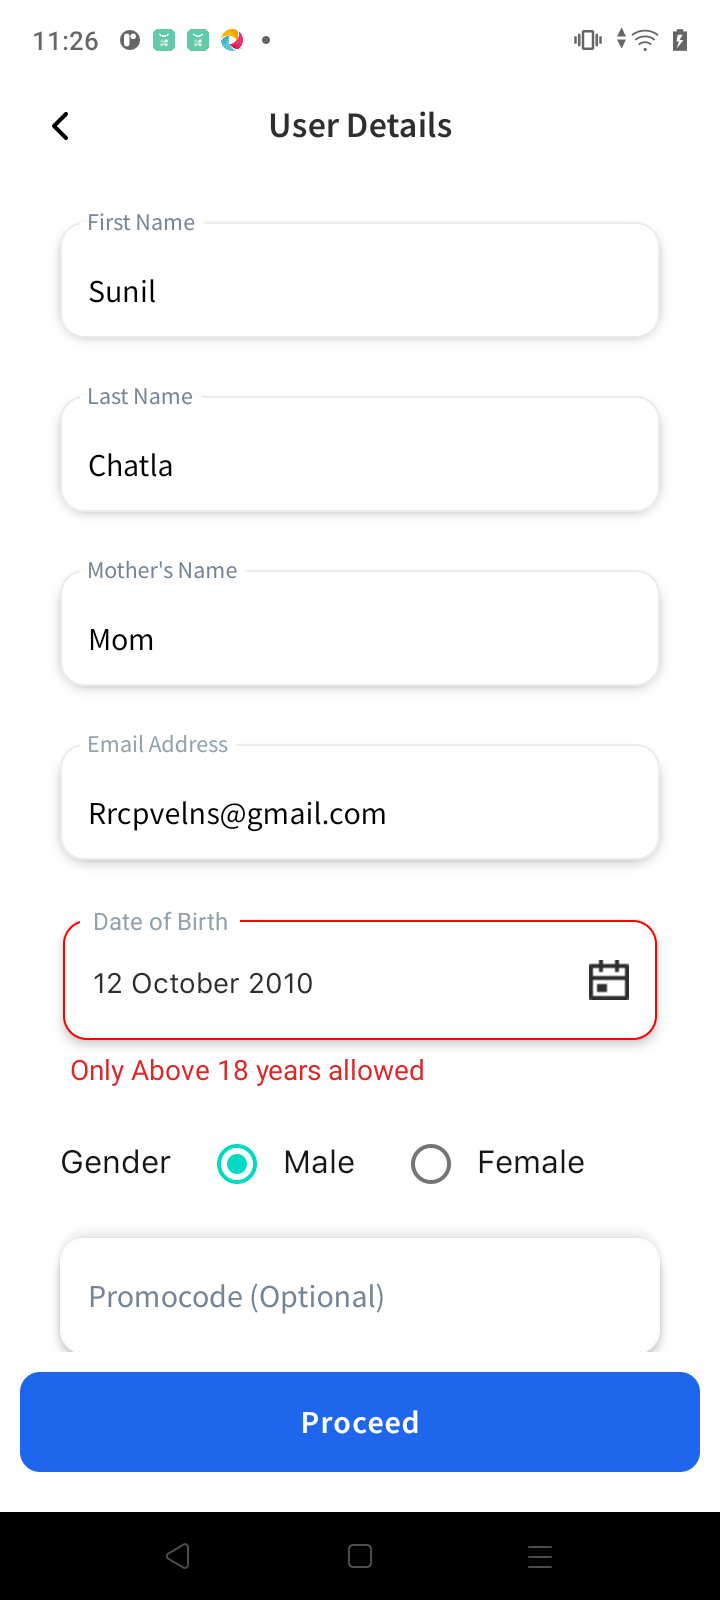 11:26
User Details
First Name
Sunil
Last Name
Chatla
Mother's Name
Mom
Email Address
Rrcpvelns@gmail.com
Date of Birth
12 October 2010
Only Above 18 years allowed
Gender Male Female
Promocode (Optional)
Proceed